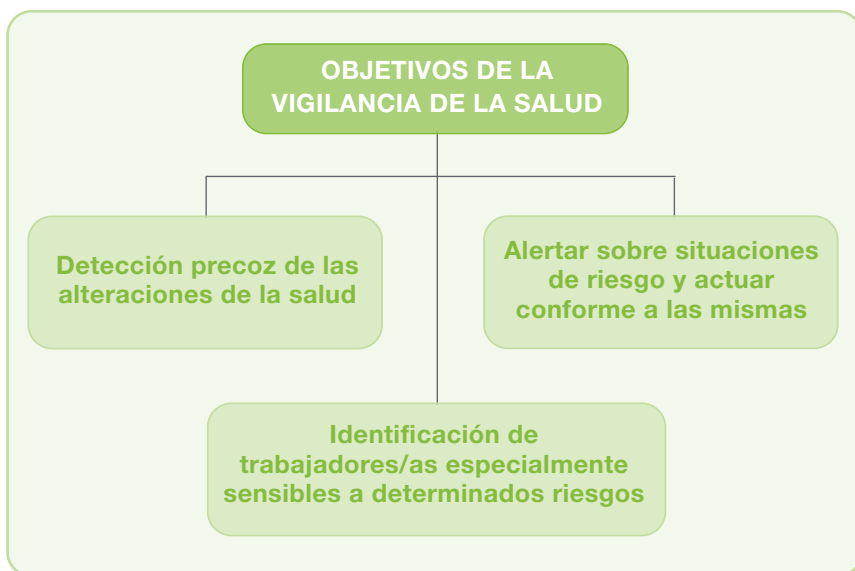 OBJETIVOS DE LA
VIGILANCIA DE LA SALUD
Detección precoz de las
alteraciones de la salud
Alertar sobre situaciones
de riesgo y actuar
conforme a las mismas
Identificación de
trabajadores/as especialmente
sensibles a determinados riesgos